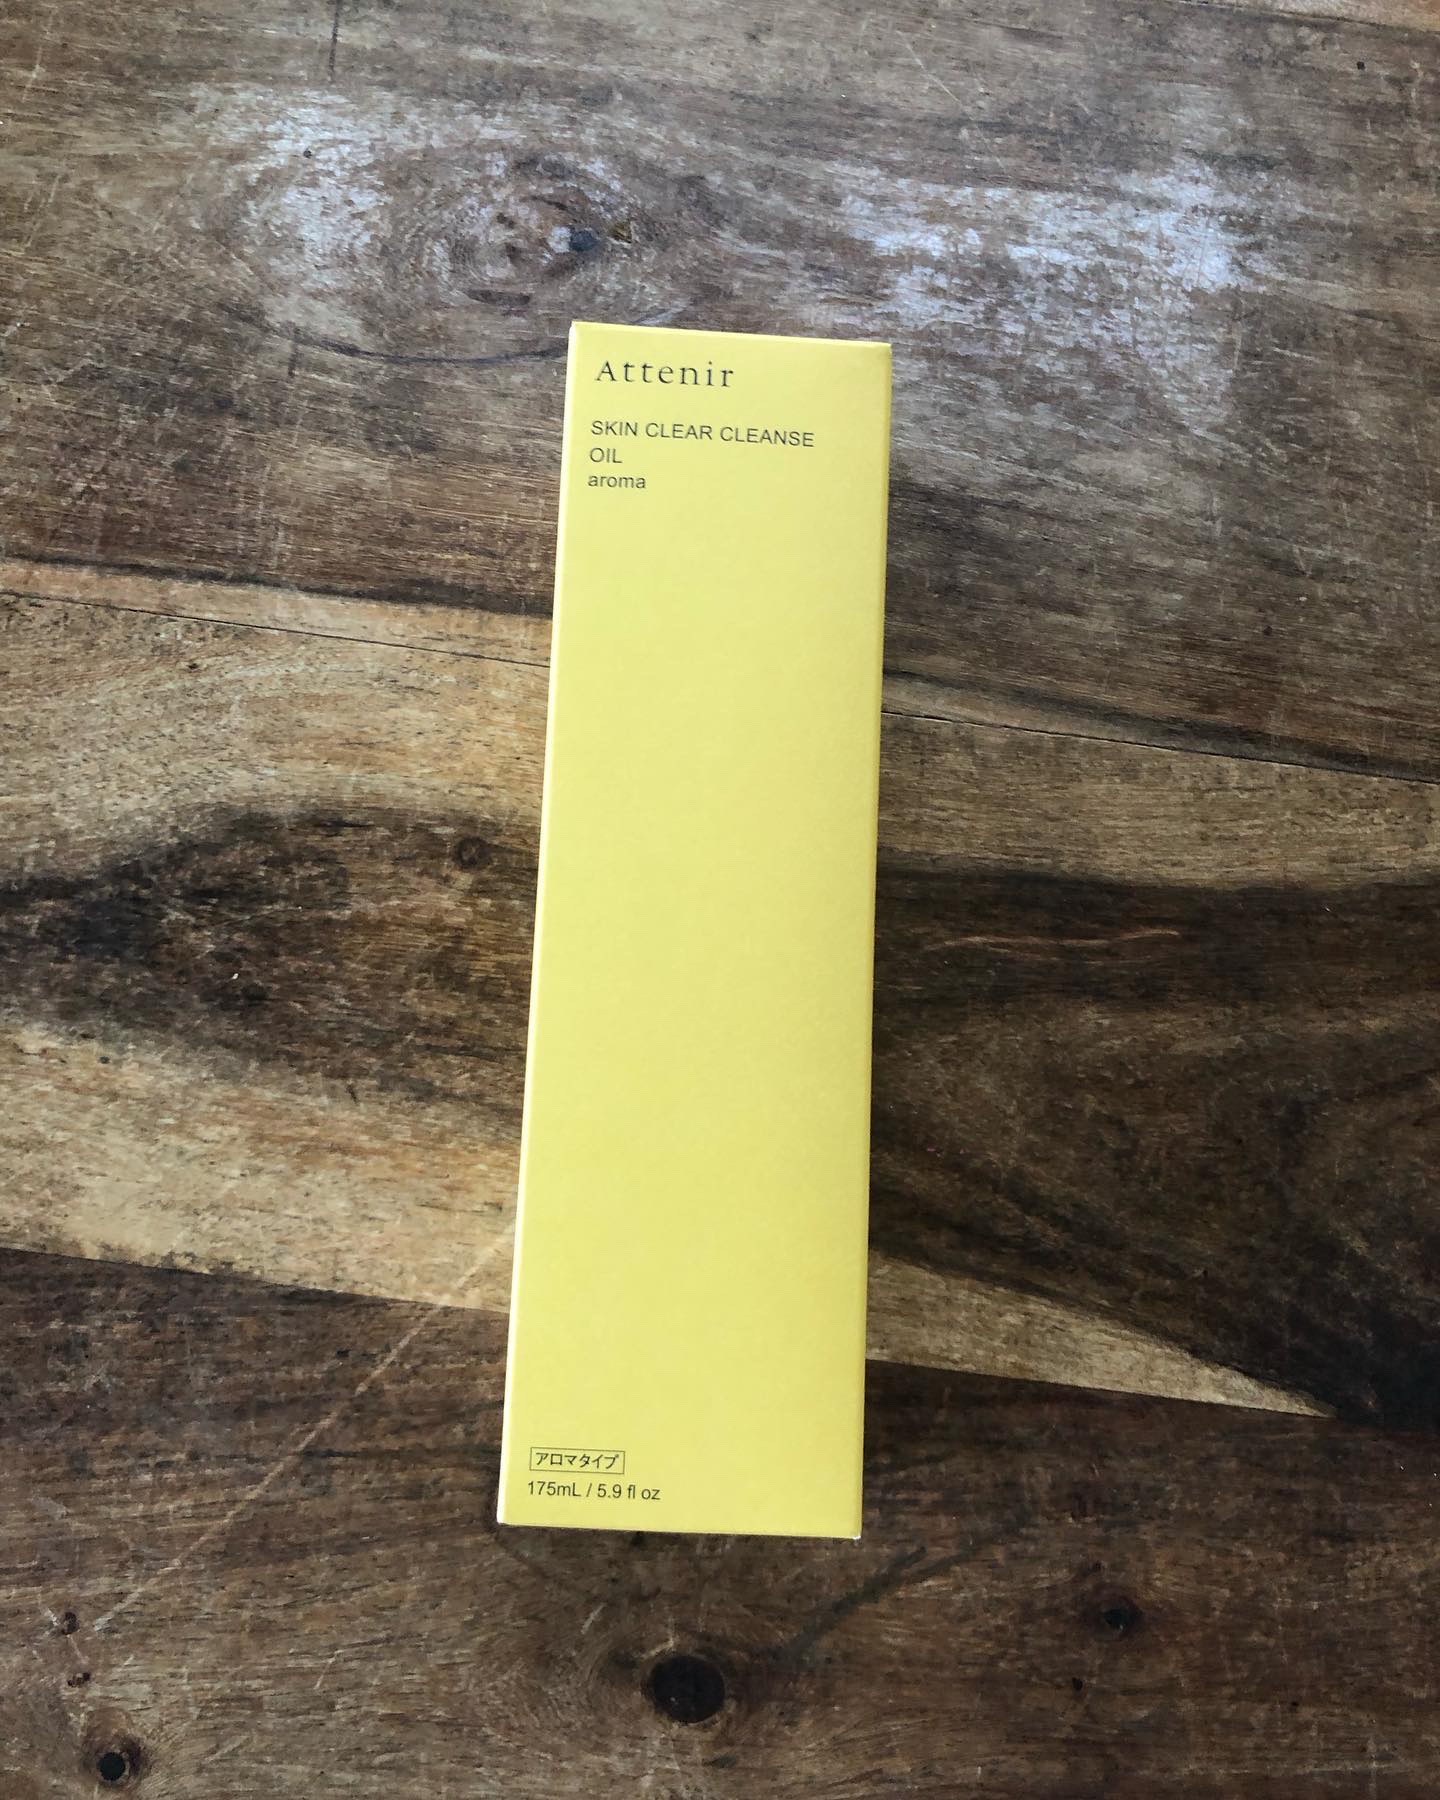 Attenir
SKIN CLEAR CLEANSE
OIL
aroma
アロマタイプ
175mL / 5.9 fl oz